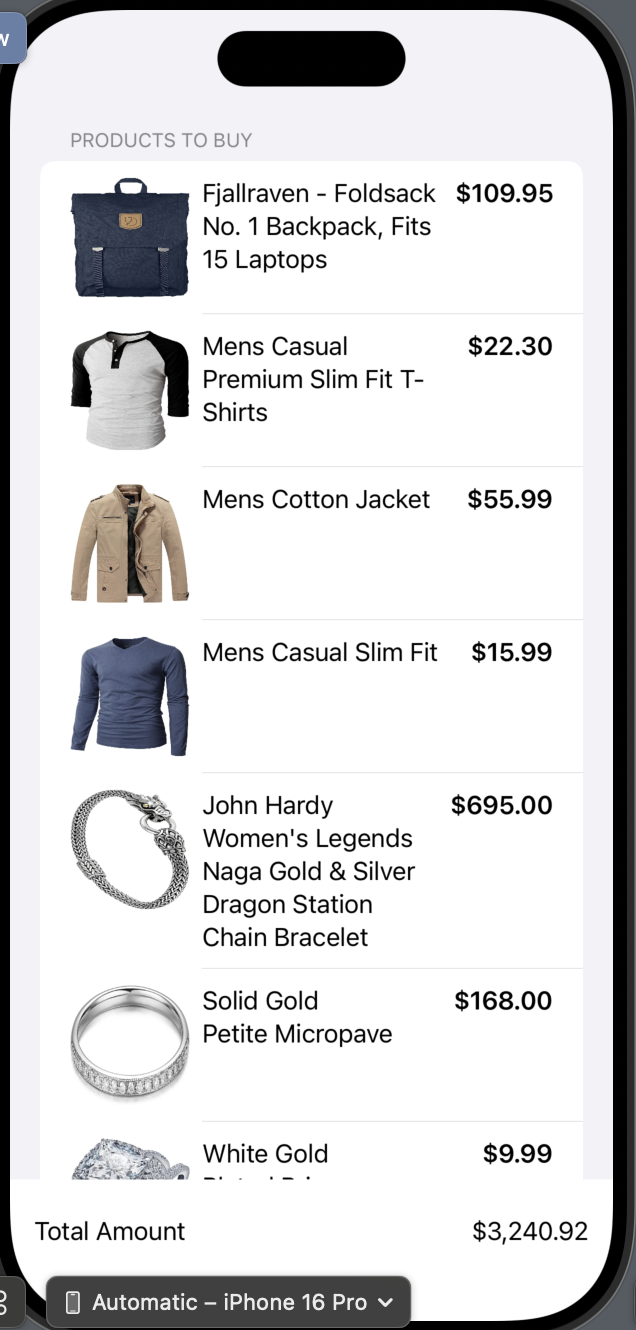 w
PRODUCTS TO BUY
Fjallraven - Foldsack $109.95
No. 1 Backpack, Fits
15 Laptops
Mens Casual $22.30
Premium Slim Fit T-
Shirts
Mens Cotton Jacket $55.99
Mens Casual Slim Fit $15.99
John Hardy $695.00
Women's Legends
Naga Gold & Silver
Dragon Station
Chain Bracelet
Solid Gold $168.00
Petite Micropave
White Gold $9.99
Total Amount $3,240.92
Automatic – iPhone 16 Pro